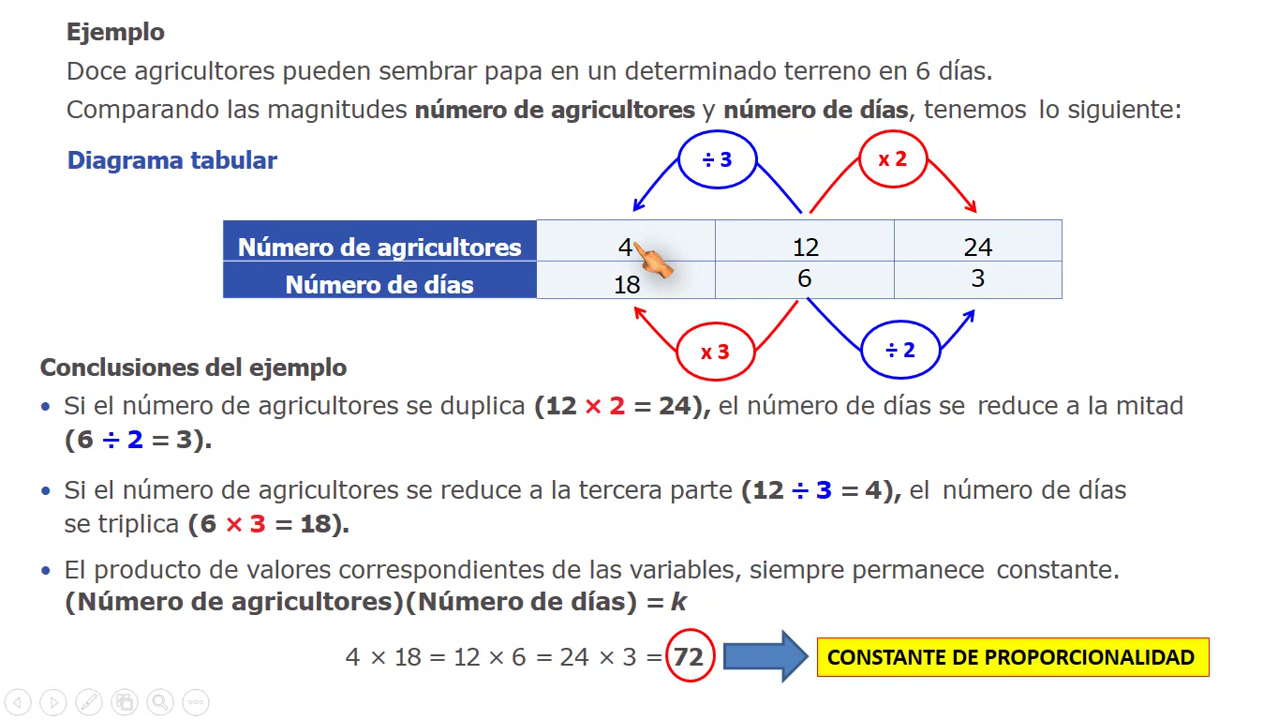 Ejemplo
Doce agricultores pueden sembrar papa en un determinado terreno en 6 días.
Comparando las magnitudes número de agricultores y número de días, tenemos lo siguiente:
Diagrama tabular
÷ 3
x 2
Número de agricultores 4 12 24
Número de días 18 6 3
x 3
÷ 2
Conclusiones del ejemplo
• Si el número de agricultores se duplica (12 × 2 = 24), el número de días se reduce a la mitad
(6 ÷ 2 = 3).
• Si el número de agricultores se reduce a la tercera parte (12 ÷ 3 = 4), el número de días
se triplica (6 × 3 = 18).
• El producto de valores correspondientes de las variables, siempre permanece constante.
(Número de agricultores)(Número de días) = k
4 × 18 = 12 × 6 = 24 × 3 = 72
CONSTANTE DE PROPORCIONALIDAD